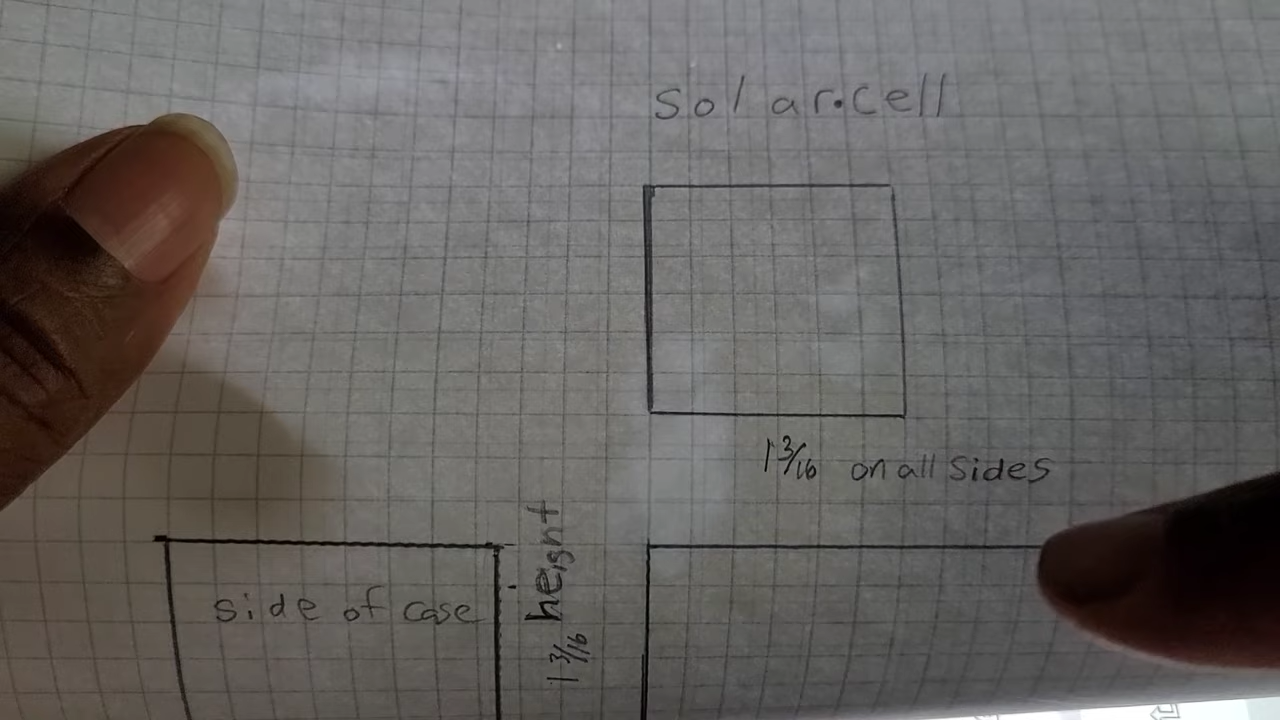 Solar cell
1 3/16 on all sides
side of case
1 3/16 height